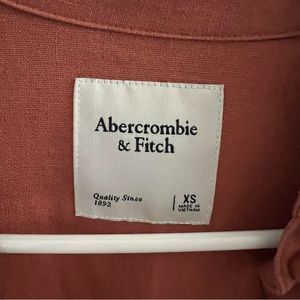 Abercrombie
& Fitch
Quality Since
1892
XS
MADE IN
VIETNAM